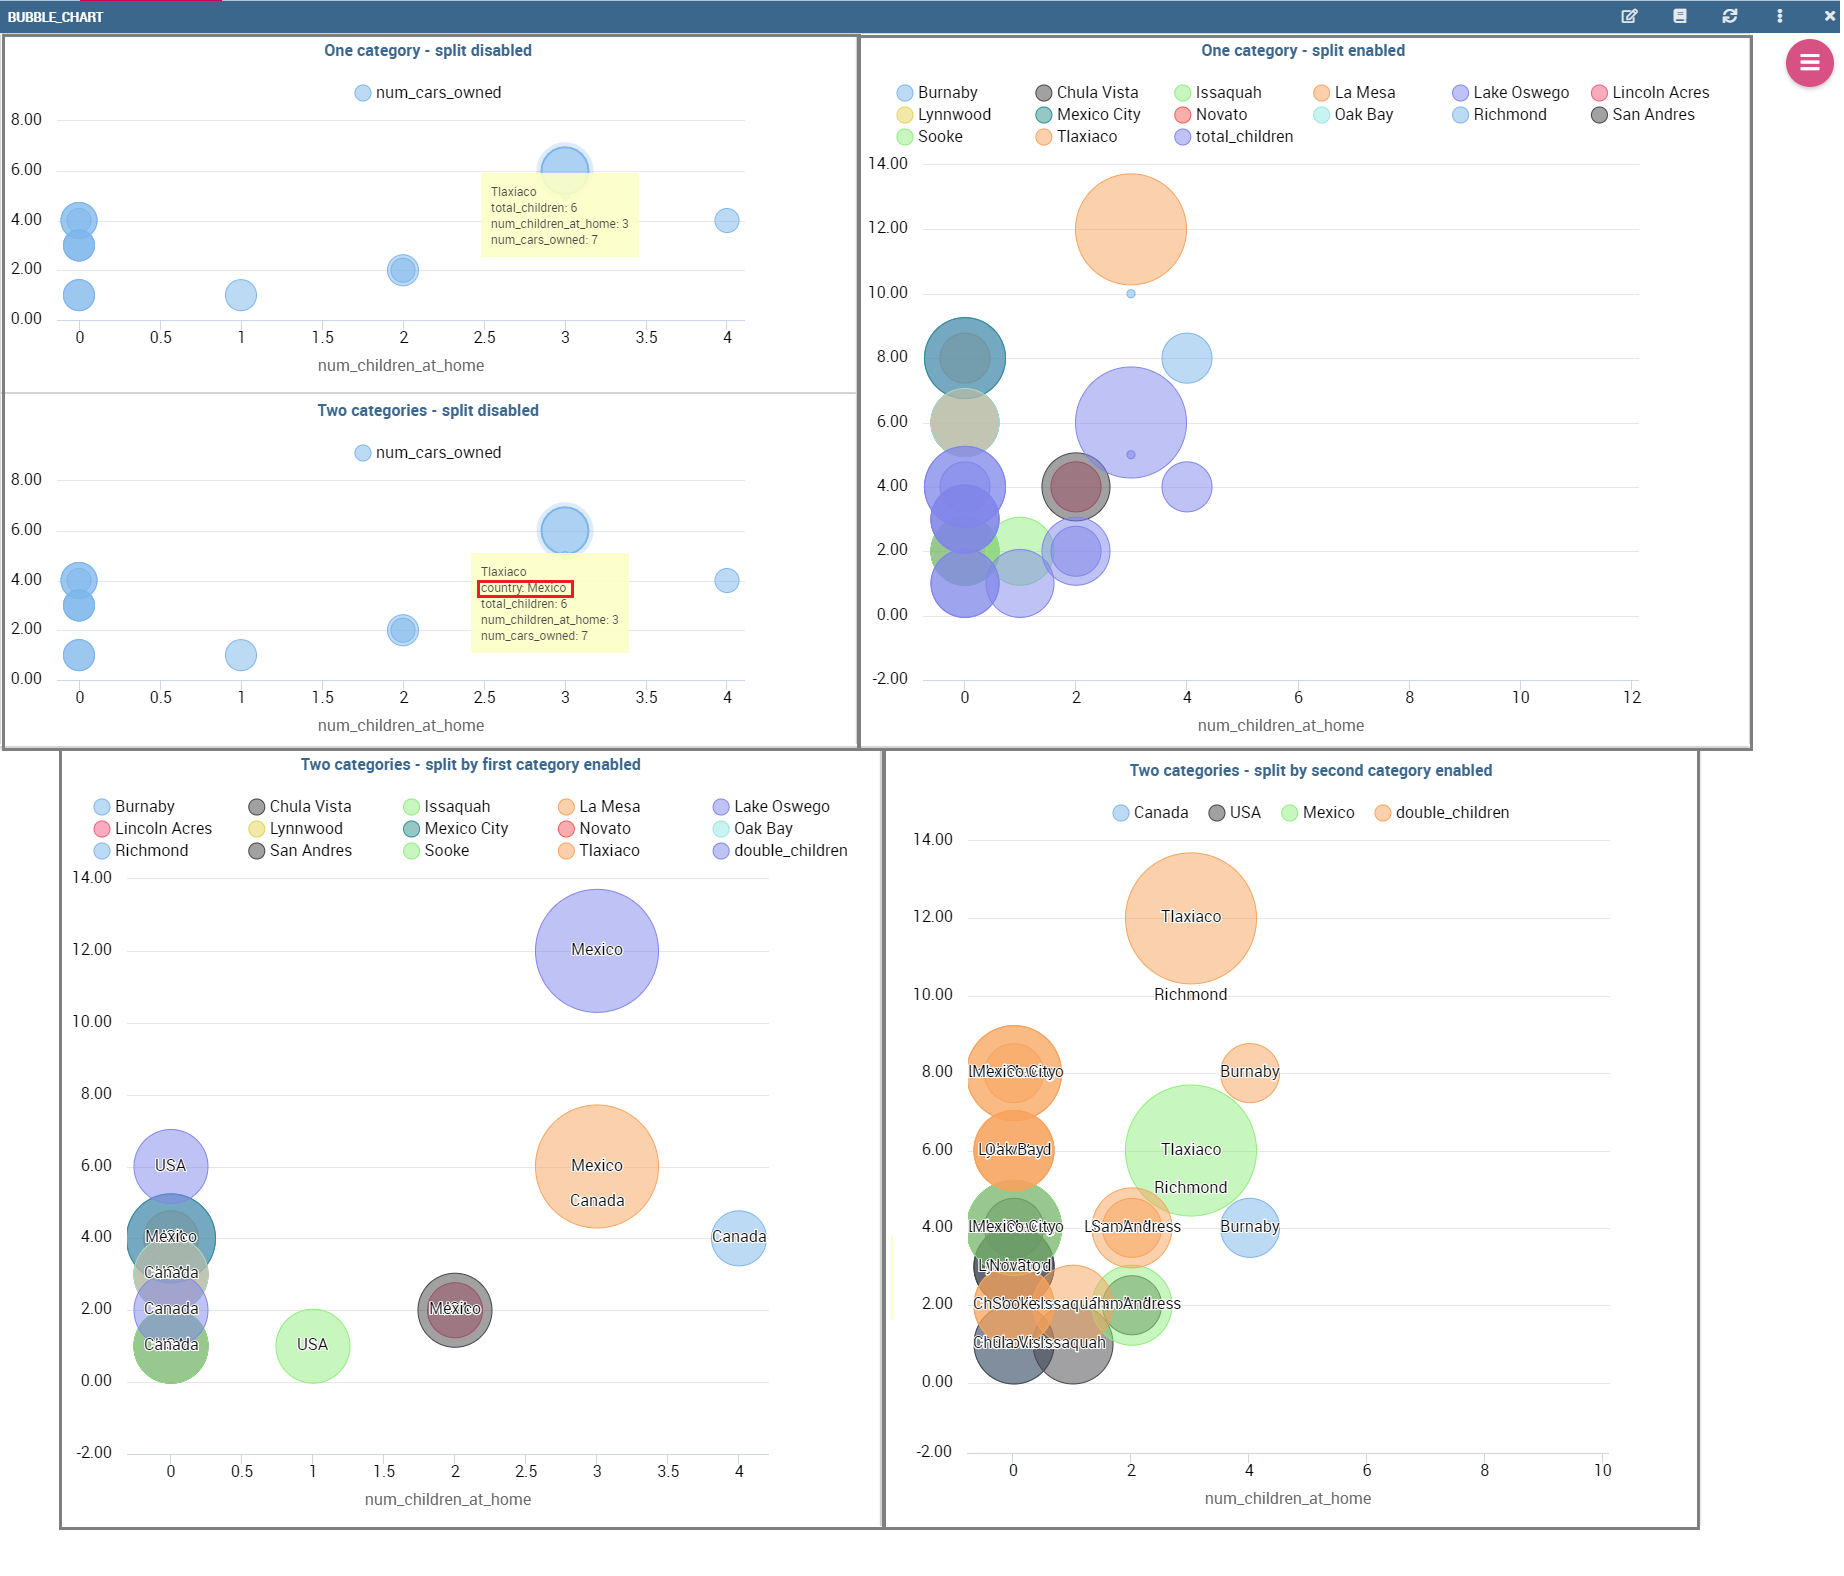 BUBBLE_CHART
One category - split disabled
num_cars_owned
8.00
6.00
4.00
2.00
0.00
Tlaxiaco
total_children: 6
num_children_at_home: 3
num_cars_owned: 7
0 0.5 1 1.5 2 2.5 3 3.5 4
num_children_at_home
Two categories - split disabled
num_cars_owned
8.00
6.00
4.00
2.00
0.00
Tlaxiaco
country: Mexico
total_children: 6
num_children_at_home: 3
num_cars_owned: 7
0 0.5 1 1.5 2 2.5 3 3.5 4
num_children_at_home
One category - split enabled
Burnaby Chula Vista Issaquah La Mesa Lake Oswego Lincoln Acres
Lynnwood Mexico City Novato Oak Bay Richmond San Andres
Sooke Tlaxiaco total_children
14.00
12.00
10.00
8.00
6.00
4.00
2.00
0.00
-2.00
0 2 4 6 8 10 12
num_children_at_home
Two categories - split by first category enabled
Burnaby Chula Vista Issaquah La Mesa Lake Oswego
Lincoln Acres Lynnwood Mexico City Novato Oak Bay
Richmond San Andres Sooke Tlaxiaco double_children
14.00
12.00 Mexico
10.00
8.00
6.00 USA Mexico
Canada
4.00 Mexico Canada
Canada
2.00 Canada Mexico
Canada USA
0.00
-2.00
0 0.5 1 1.5 2 2.5 3 3.5 4
num_children_at_home
Two categories - split by second category enabled
Canada USA Mexico double_children
14.00
12.00 Tlaxiaco
10.00 Richmond
8.00 Mexico City Burnaby
6.00 Oak Bay Tlaxiaco
Richmond
4.00 Mexico City Burnaby
Novato
2.00 Sooke Issaquah
Issaquah
0.00
-2.00
0 2 4 6 8 10
num_children_at_home